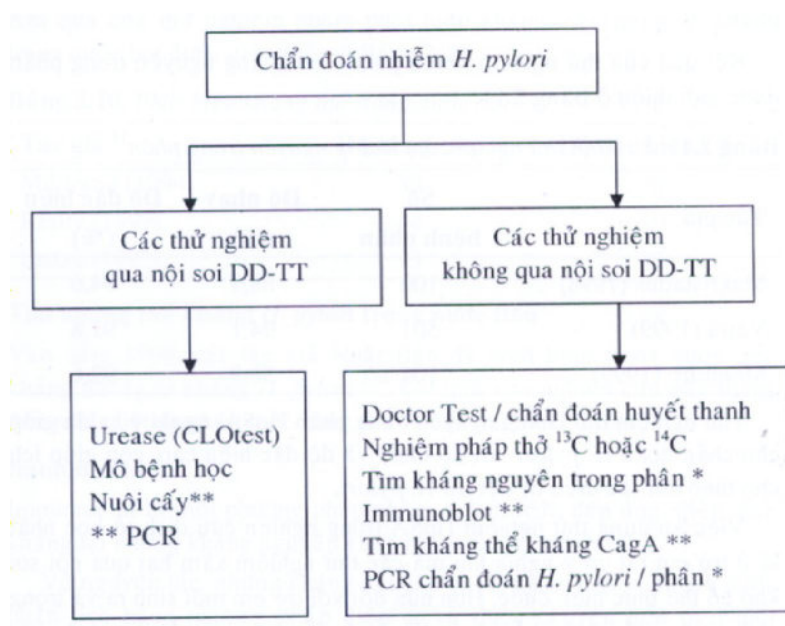 Chẩn đoán nhiễm H. pylori
Các thử nghiệm
qua nội soi DD-TT
Các thử nghiệm
không qua nội soi DD-TT
Urease (CLOtest)
Mô bệnh học
Nuôi cấy**
** PCR
Doctor Test / chẩn đoán huyết thanh
Nghiệm pháp thở ¹³C hoặc ¹⁴C
Tìm kháng nguyên trong phân *
Immunoblot **
Tìm kháng thể kháng CagA **
PCR chẩn đoán H. pylori / phân *